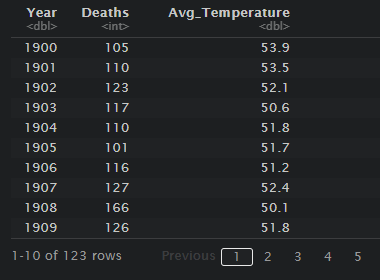 Year Deaths Avg_Temperature
<dbl> <int> <dbl>
1900 105 53.9
1901 110 53.5
1902 123 52.1
1903 117 50.6
1904 110 51.8
1905 101 51.7
1906 116 51.2
1907 127 52.4
1908 166 50.1
1909 126 51.8
1-10 of 123 rows Previous 1 2 3 4 5